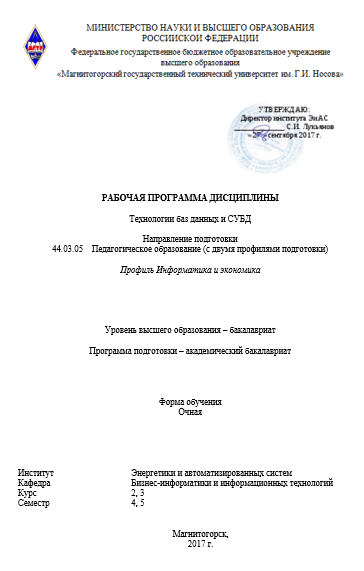 МИНИСТЕРСТВО НАУКИ И ВЫСШЕГО ОБРАЗОВАНИЯ
РОССИЙСКОЙ ФЕДЕРАЦИИ
Федеральное государственное бюджетное образовательное учреждение
высшего образования
«Магнитогорский государственный технический университет им. Г.И. Носова»
УТВЕРЖДАЮ:
Директор института ЭиАС
С.И. Лукьянов
сентября 2017 г.
РАБОЧАЯ ПРОГРАММА ДИСЦИПЛИНЫ
Технологии баз данных и СУБД
Направление подготовки
44.03.05 Педагогическое образование (с двумя профилями подготовки)
Профиль Информатика и экономика
Уровень высшего образования – бакалавриат
Программа подготовки – академический бакалавриат
Форма обучения
Очная
Институт Энергетики и автоматизированных систем
Кафедра Бизнес-информатики и информационных технологий
Курс 2, 3
Семестр 4, 5
Магнитогорск,
2017 г.